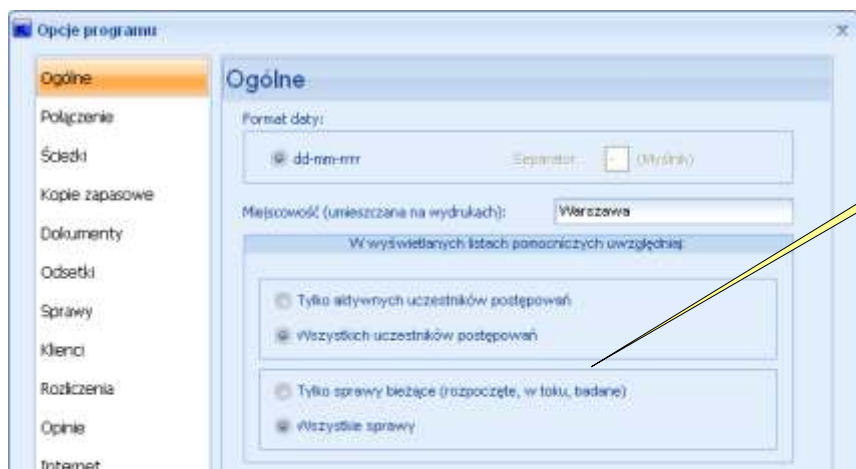 Opcje programu
Ogólne
Połączenie
Ścieżki
Kopie zapasowe
Dokumenty
Odsetki
Sprawy
Klienci
Rozliczenia
Opinie
Internet
Ogólne
Format daty:
dd-mm-rrrr
Separator: - (Myślnik)
Miejscowość (umieszczana na wydrukach): Warszawa
W wyświetlanych listach pomocniczych uwzględniaj:
Tylko aktywnych uczestników postępowań
Wszystkich uczestników postępowań
Tylko sprawy bieżące (rozpoczęte, w toku, badane)
Wszystkie sprawy